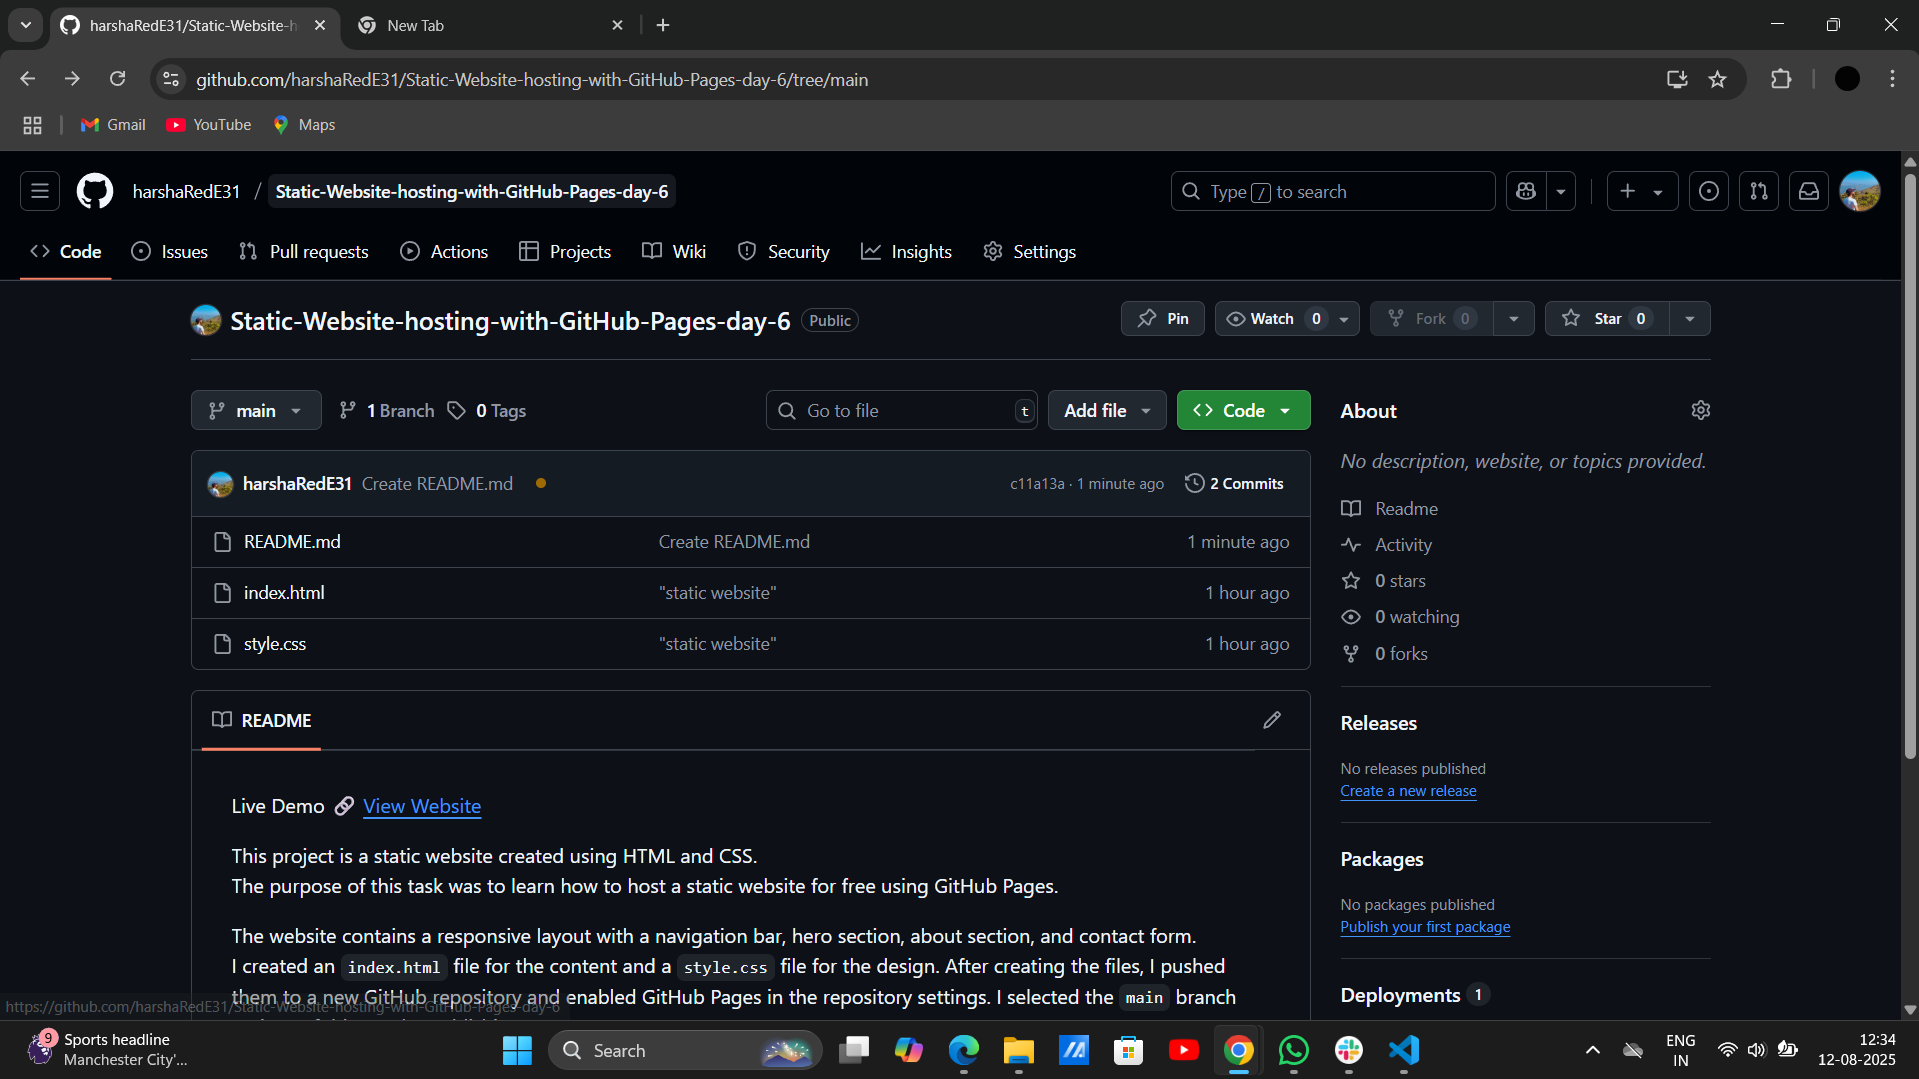 harshaRedE31/Static-Website-h
New Tab
github.com/harshaRedE31/Static-Website-hosting-with-GitHub-Pages-day-6/tree/main
Gmail
YouTube
Maps
harshaRedE31 / Static-Website-hosting-with-GitHub-Pages-day-6
Type / to search
Code
Issues
Pull requests
Actions
Projects
Wiki
Security
Insights
Settings
Static-Website-hosting-with-GitHub-Pages-day-6 Public
Pin
Watch 0
Fork 0
Star 0
main
1 Branch
0 Tags
Go to file t
Add file
Code
harshaRedE31 Create README.md
c11a13a · 1 minute ago
2 Commits
README.md Create README.md 1 minute ago
index.html "static website" 1 hour ago
style.css "static website" 1 hour ago
README
Live Demo View Website
This project is a static website created using HTML and CSS.
The purpose of this task was to learn how to host a static website for free using GitHub Pages.
The website contains a responsive layout with a navigation bar, hero section, about section, and contact form.
I created an index.html file for the content and a style.css file for the design. After creating the files, I pushed
them to a new GitHub repository and enabled GitHub Pages in the repository settings. I selected the main branch
About
No description, website, or topics provided.
Readme
Activity
0 stars
0 watching
0 forks
Releases
No releases published
Create a new release
Packages
No packages published
Publish your first package
Deployments 1
https://github.com/harshaRedE31/Static-Website-hosting-with-GitHub-Pages-day-6
9
Sports headline
Manchester City'...
Search
ENG
IN
12:34
12-08-2025